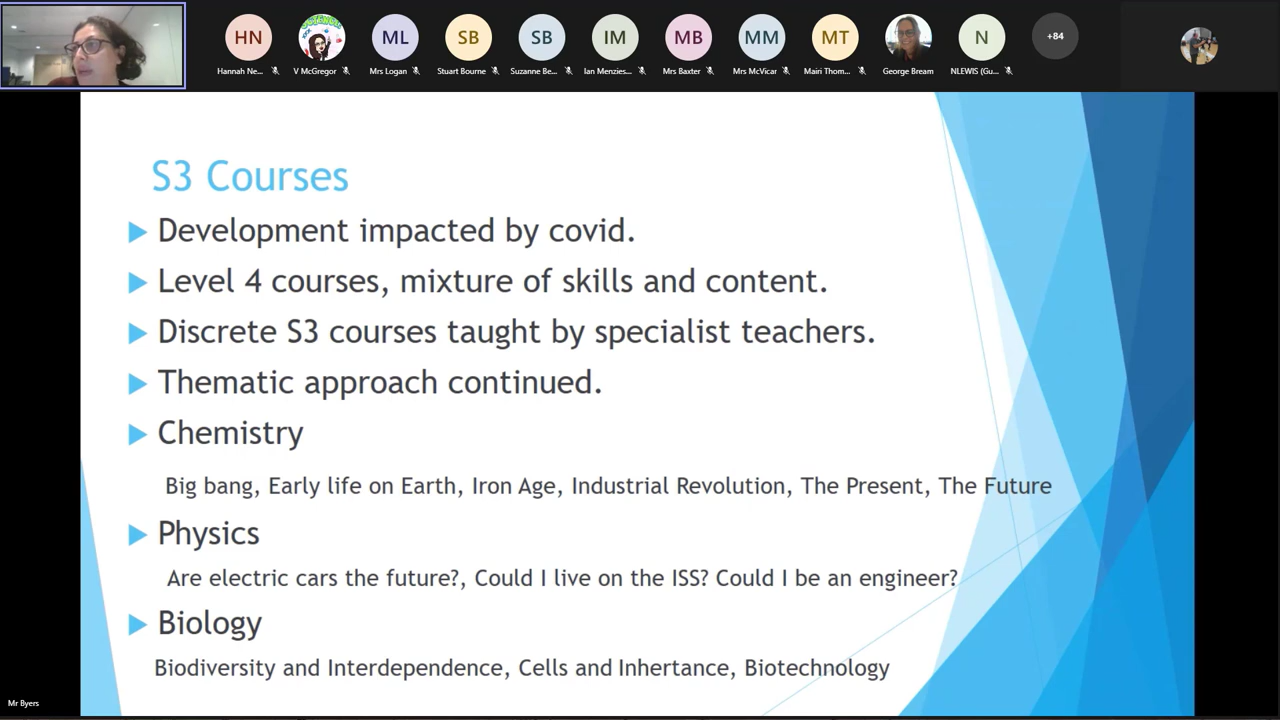 HN
ML
SB
SB
IM
MB
MM
MT
N
+84
Hannah Ne...
V McGregor
Mrs Logan
Stuart Bourne
Suzanne Be...
Ian Menzies...
Mrs Baxter
Mrs McVicar
Mairi Thom...
George Bream
NLEWIS (Gu...
S3 Courses
Development impacted by covid.
Level 4 courses, mixture of skills and content.
Discrete S3 courses taught by specialist teachers.
Thematic approach continued.
Chemistry
Big bang, Early life on Earth, Iron Age, Industrial Revolution, The Present, The Future
Physics
Are electric cars the future?, Could I live on the ISS? Could I be an engineer?
Biology
Biodiversity and Interdependence, Cells and Inhertance, Biotechnology
Mr Byers